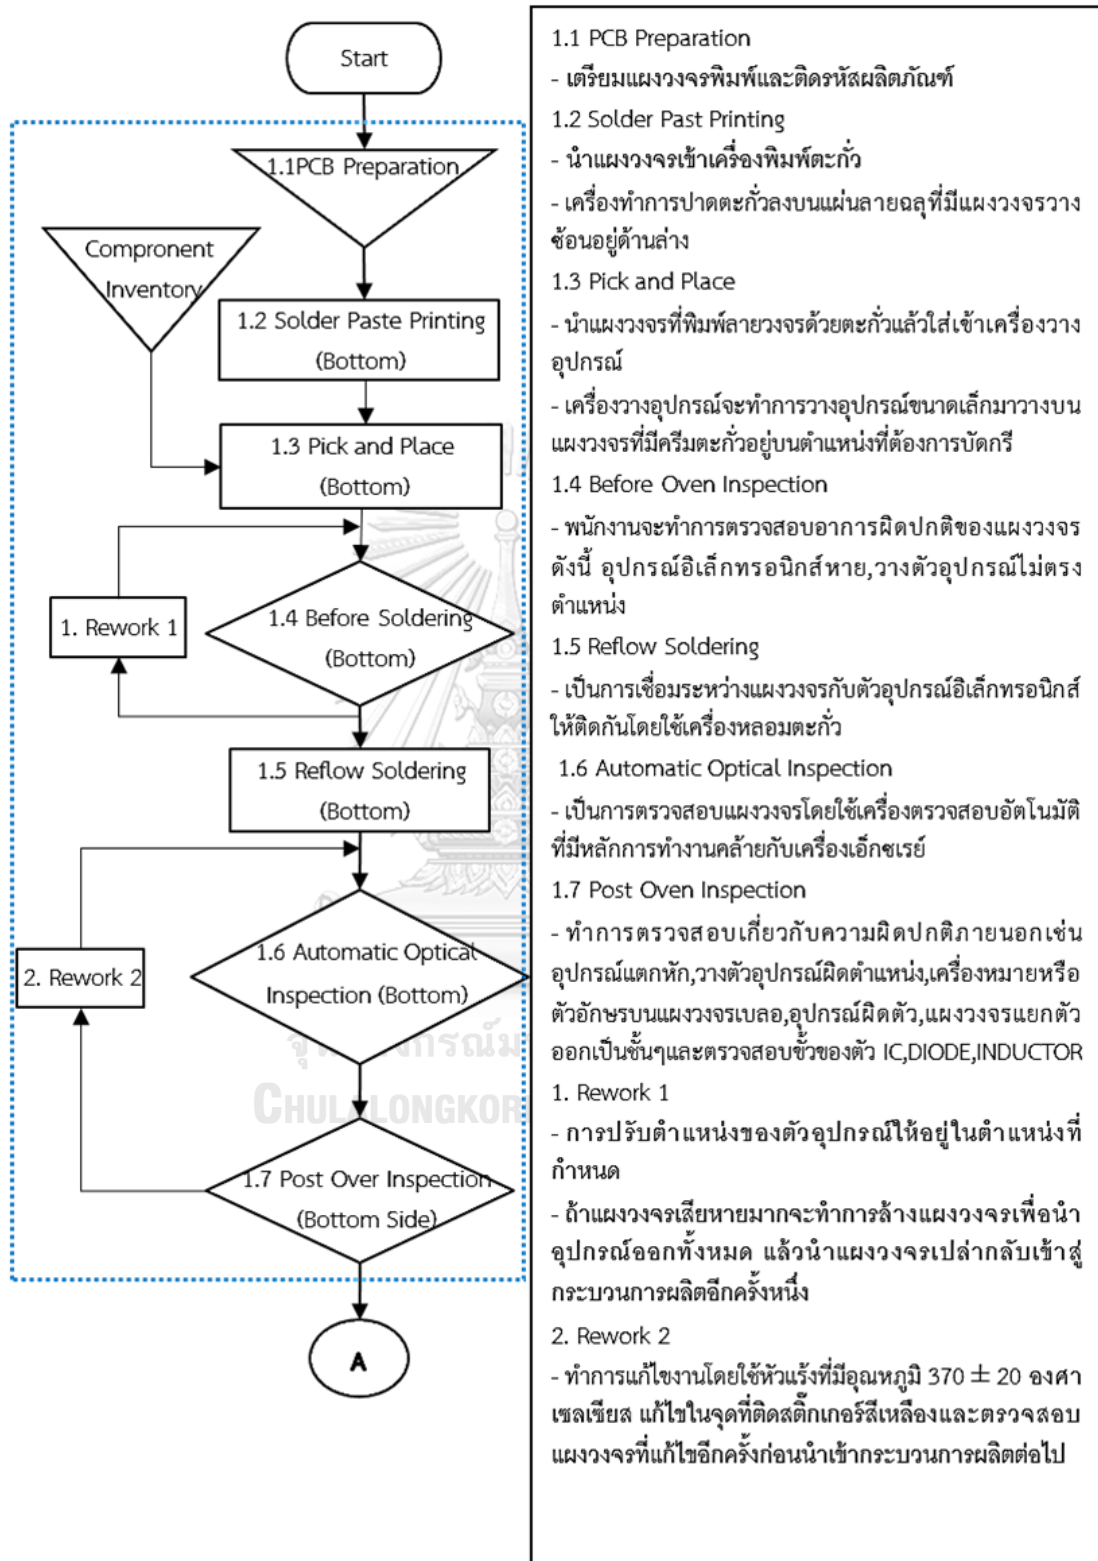 Start
1.1PCB Preparation
Compronent
Inventory
1.2 Solder Paste Printing
(Bottom)
1.3 Pick and Place
(Bottom)
1. Rework 1
1.4 Before Soldering
(Bottom)
1.5 Reflow Soldering
(Bottom)
2. Rework 2
1.6 Automatic Optical
Inspection (Bottom)
1.7 Post Over Inspection
(Bottom Side)
A
CHULALONGKOR
1.1 PCB Preparation
- เตรียมแผงวงจรพิมพ์และติดรหัสผลิตภัณฑ์
1.2 Solder Past Printing
- นำแผงวงจรเข้าเครื่องพิมพ์ตะกั่ว
- เครื่องทำการปาดตะกั่วลงบนแผ่นลายฉลุที่มีแผงวงจรวาง
ซ้อนอยู่ด้านล่าง
1.3 Pick and Place
- นำแผงวงจรที่พิมพ์ลายวงจรด้วยตะกั่วแล้วใส่เข้าเครื่องวาง
อุปกรณ์
- เครื่องวางอุปกรณ์จะทำการวางอุปกรณ์ขนาดเล็กมาวางบน
แผงวงจรที่มีครีมตะกั่วอยู่บนตำแหน่งที่ต้องการบัดกรี
1.4 Before Oven Inspection
- พนักงานจะทำการตรวจสอบอาการผิดปกติของแผงวงจร
ดังนี้ อุปกรณ์อิเล็กทรอนิกส์หาย,วางตัวอุปกรณ์ไม่ตรง
ตำแหน่ง
1.5 Reflow Soldering
- เป็นการเชื่อมระหว่างแผงวงจรกับตัวอุปกรณ์อิเล็กทรอนิกส์
ให้ติดกันโดยใช้เครื่องหลอมตะกั่ว
1.6 Automatic Optical Inspection
- เป็นการตรวจสอบแผงวงจรโดยใช้เครื่องตรวจสอบอัตโนมัติ
ที่มีหลักการทำงานคล้ายกับเครื่องเอ็กซเรย์
1.7 Post Oven Inspection
- ทำการตรวจสอบเกี่ยวกับความผิดปกติภายนอกเช่น
อุปกรณ์แตกหัก,วางตัวอุปกรณ์ผิดตำแหน่ง,เครื่องหมายหรือ
ตัวอักษรบนแผงวงจรเบลอ,อุปกรณ์ผิดตัว,แผงวงจรแยกตัว
ออกเป็นชั้นๆและตรวจสอบขั้วของตัว IC,DIODE,INDUCTOR
1. Rework 1
- การปรับตำแหน่งของตัวอุปกรณ์ให้อยู่ในตำแหน่งที่
กำหนด
- ถ้าแผงวงจรเสียหายมากจะทำการล้างแผงวงจรเพื่อนำ
อุปกรณ์ออกทั้งหมด แล้วนำแผงวงจรเปล่ากลับเข้าสู่
กระบวนการผลิตอีกครั้งหนึ่ง
2. Rework 2
- ทำการแก้ไขงานโดยใช้หัวแร้งที่มีอุณหภูมิ 370 ± 20 องศา
เซลเซียส แก้ไขในจุดที่ติดสติ๊กเกอร์สีเหลืองและตรวจสอบ
แผงวงจรที่แก้ไขอีกครั้งก่อนนำเข้ากระบวนการผลิตต่อไป